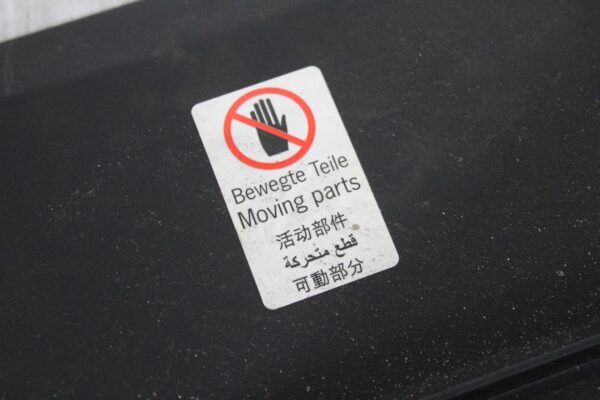 Bewegte Teile
Moving parts
活动部件
قطع متحركة
可動部分